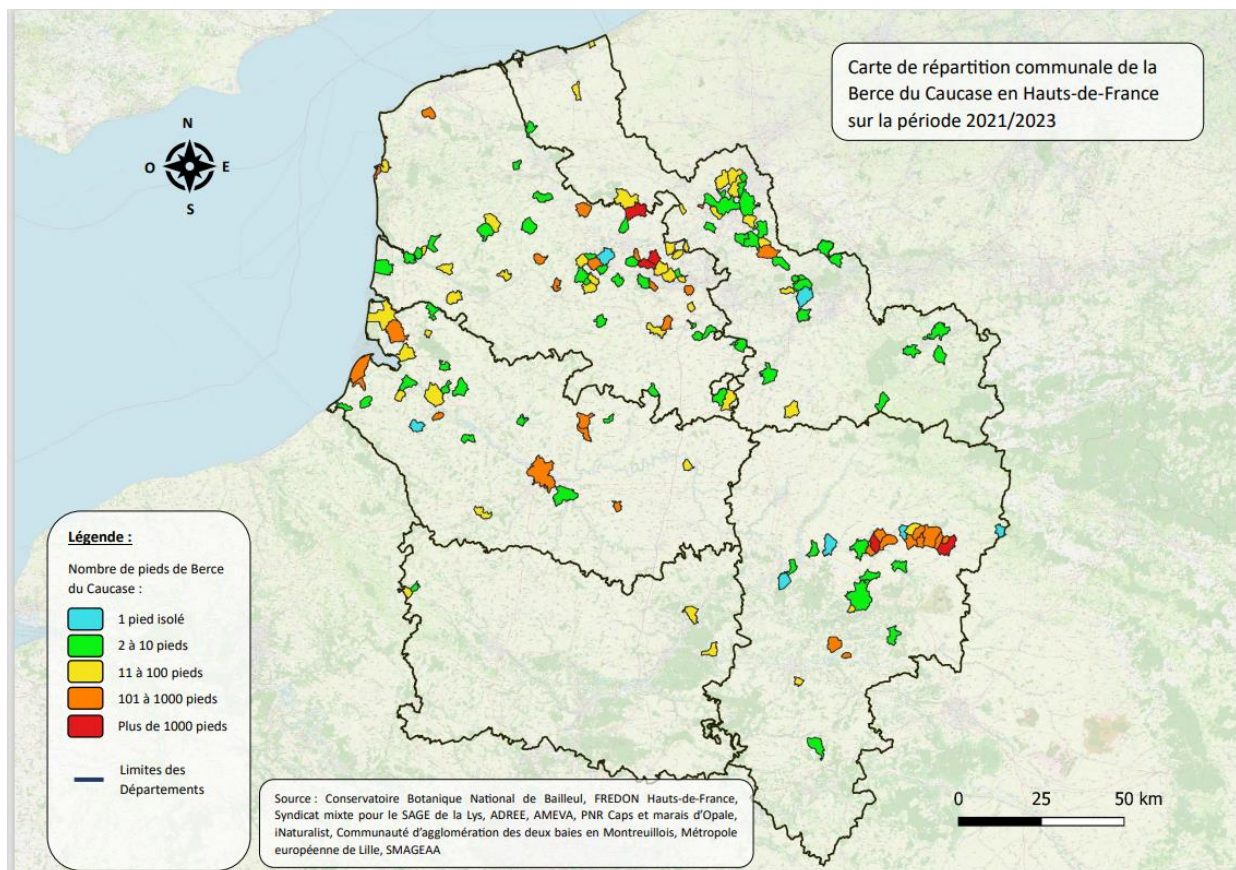 Carte de répartition communale de la
Berce du Caucase en Hauts-de-France
sur la période 2021/2023
N
O
E
S
Légende :
Nombre de pieds de Berce
du Caucase :
1 pied isolé
2 à 10 pieds
11 à 100 pieds
101 à 1000 pieds
Plus de 1000 pieds
Limites des
Départements
Source : Conservatoire Botanique National de Bailleul, FREDON Hauts-de-France,
Syndicat mixte pour le SAGE de la Lys, ADREE, AMEVA, PNR Caps et marais d'Opale,
iNaturalist, Communauté d'agglomération des deux baies en Montreuillois, Métropole
européenne de Lille, SMAGEAA
0 25 50 km